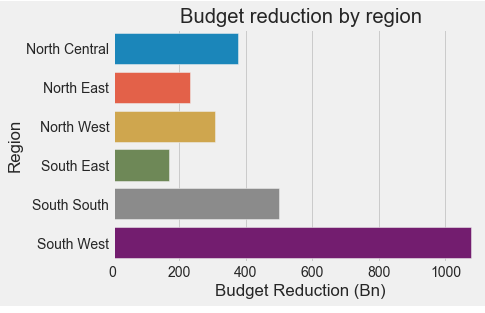 Budget reduction by region
North Central
North East
North West
South East
South South
South West
Region
0 200 400 600 800 1000
Budget Reduction (Bn)